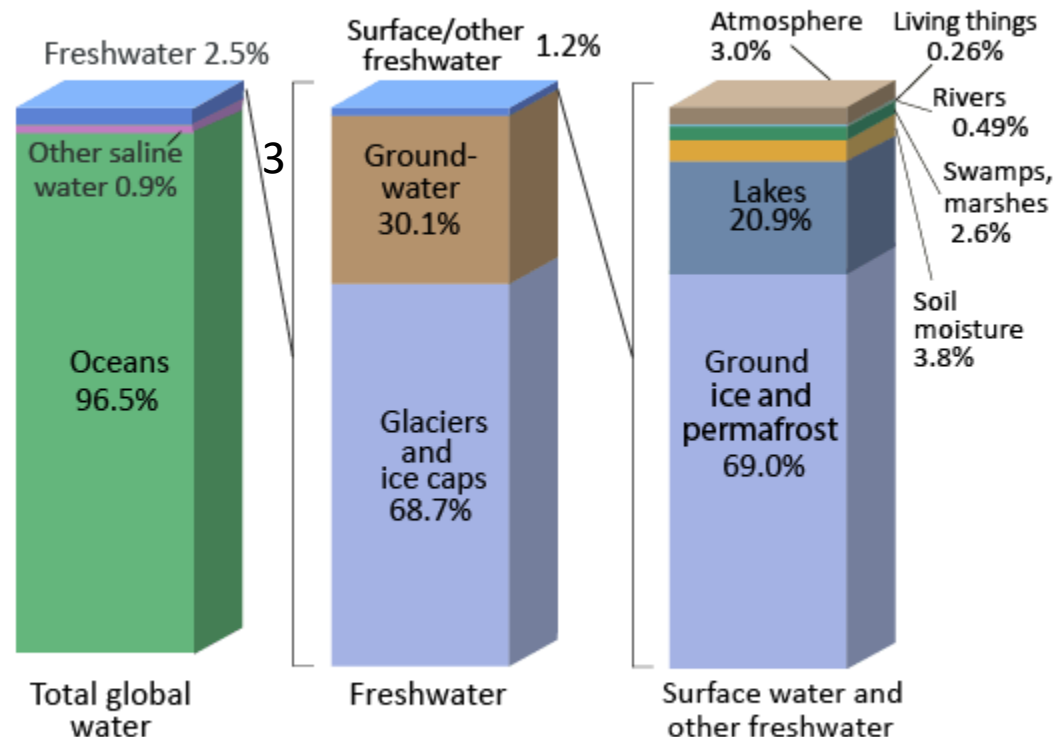 Freshwater 2.5%
Other saline
water 0.9%
Oceans
96.5%
Total global
water
3
Surface/other
freshwater
1.2%
Ground-
water
30.1%
Glaciers
and
ice caps
68.7%
Freshwater
Atmosphere
3.0%
Living things
0.26%
Rivers
0.49%
Swamps,
marshes
2.6%
Soil
moisture
3.8%
Lakes
20.9%
Ground
ice and
permafrost
69.0%
Surface water and
other freshwater